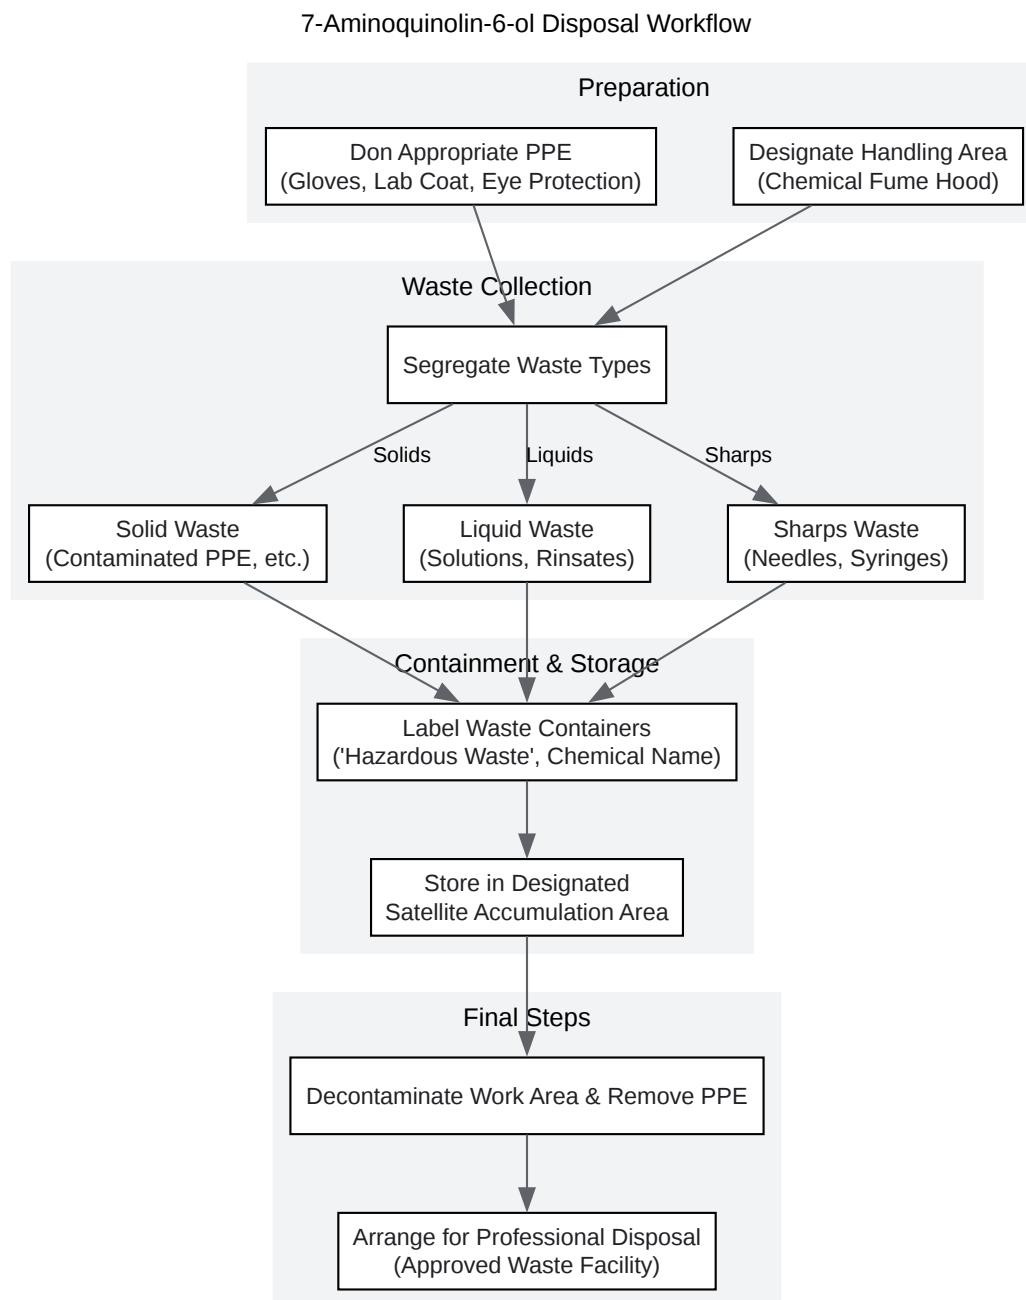 7-Aminoquinolin-6-ol Disposal Workflow
Preparation
Don Appropriate PPE
(Gloves, Lab Coat, Eye Protection)
Designate Handling Area
(Chemical Fume Hood)
Waste Collection
Segregate Waste Types
Solids
Liquids
Sharps
Solid Waste
(Contaminated PPE, etc.)
Liquid Waste
(Solutions, Rinsates)
Sharps Waste
(Needles, Syringes)
Containment & Storage
Label Waste Containers
('Hazardous Waste', Chemical Name)
Store in Designated
Satellite Accumulation Area
Final Steps
Decontaminate Work Area & Remove PPE
Arrange for Professional Disposal
(Approved Waste Facility)